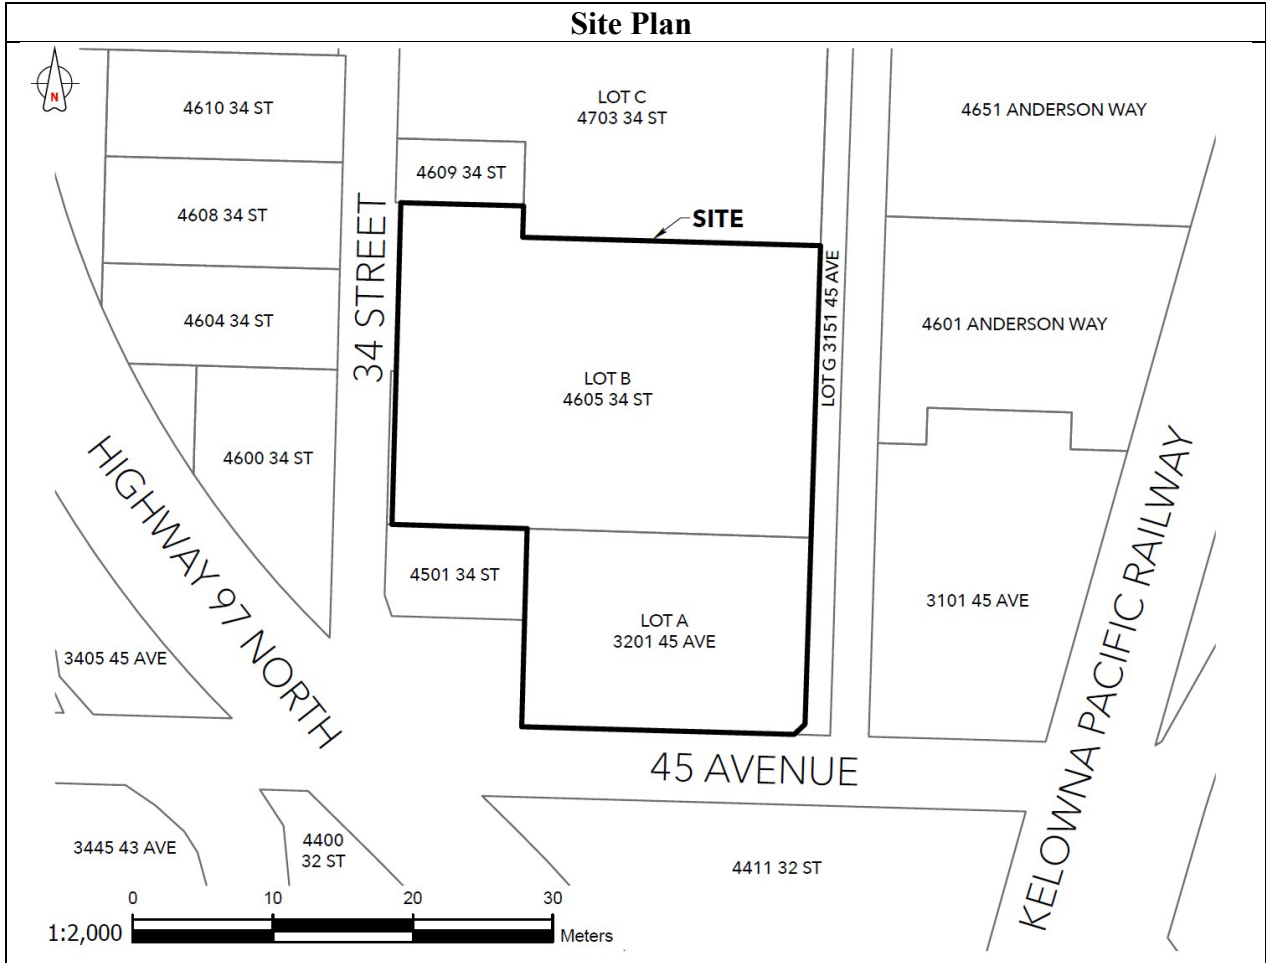 Site Plan
N
4610 34 ST
LOT C
4703 34 ST
4651 ANDERSON WAY
4609 34 ST
4608 34 ST
SITE
34 STREET
LOT G 3151 45 AVE
4604 34 ST
4601 ANDERSON WAY
LOT B
4605 34 ST
4600 34 ST
HIGHWAY 97 NORTH
4501 34 ST
LOT A
3201 45 AVE
3101 45 AVE
KELOWNA PACIFIC RAILWAY
3405 45 AVE
45 AVENUE
3445 43 AVE
4400
32 ST
4411 32 ST
0 10 20 30
1:2,000 Meters